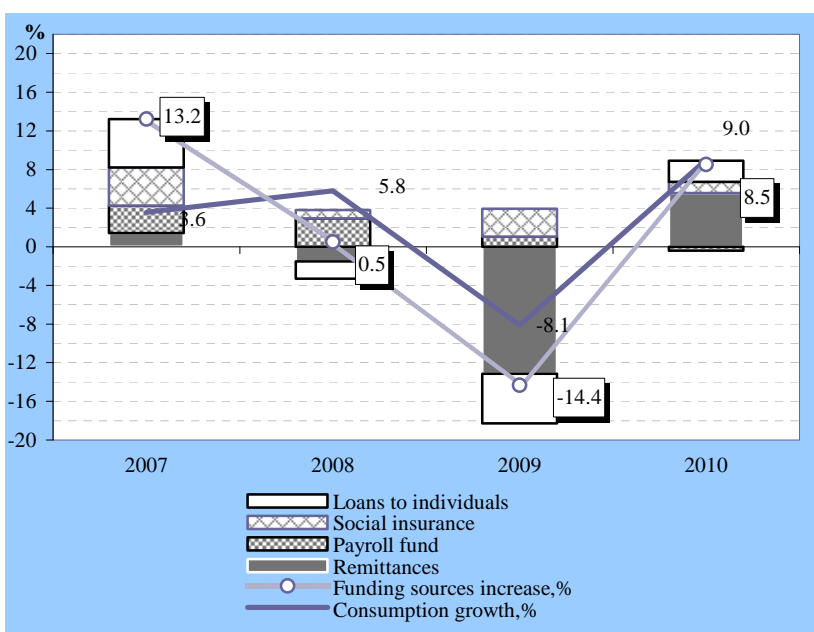 %
20
16
12
8
4
0
-4
-8
-12
-16
-20
13.2
3.6
5.8
0.5
-8.1
-14.4
9.0
8.5
2007 2008 2009 2010
Loans to individuals
Social insurance
Payroll fund
Remittances
Funding sources increase,%
Consumption growth,%